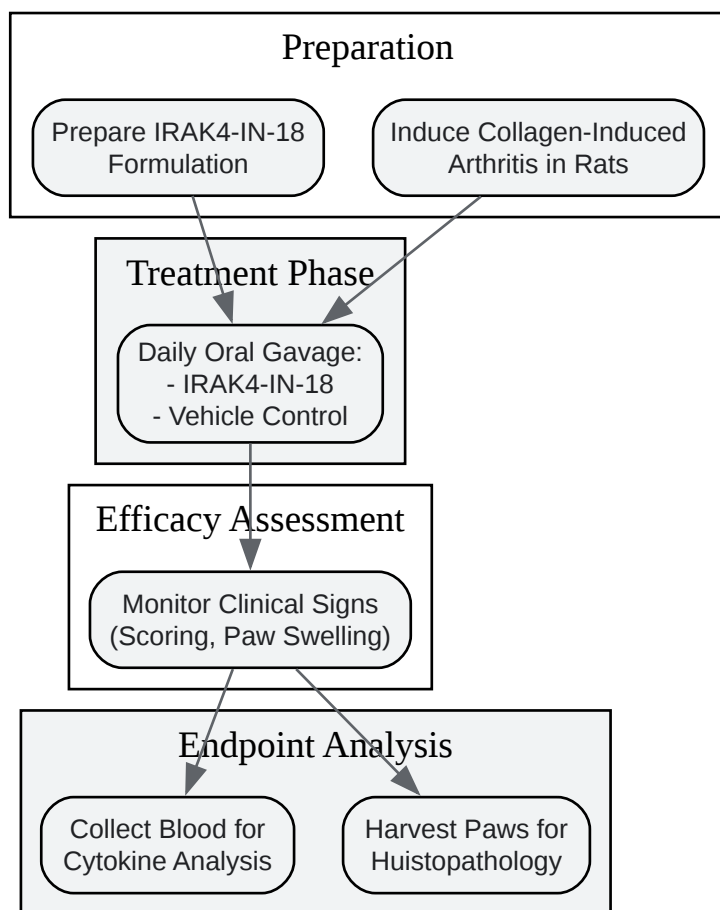 Preparation
Prepare IRAK4-IN-18
Formulation
Induce Collagen-Induced
Arthritis in Rats
Treatment Phase
Daily Oral Gavage:
- IRAK4-IN-18
- Vehicle Control
Efficacy Assessment
Monitor Clinical Signs
(Scoring, Paw Swelling)
Endpoint Analysis
Collect Blood for
Cytokine Analysis
Harvest Paws for
Huistopathology